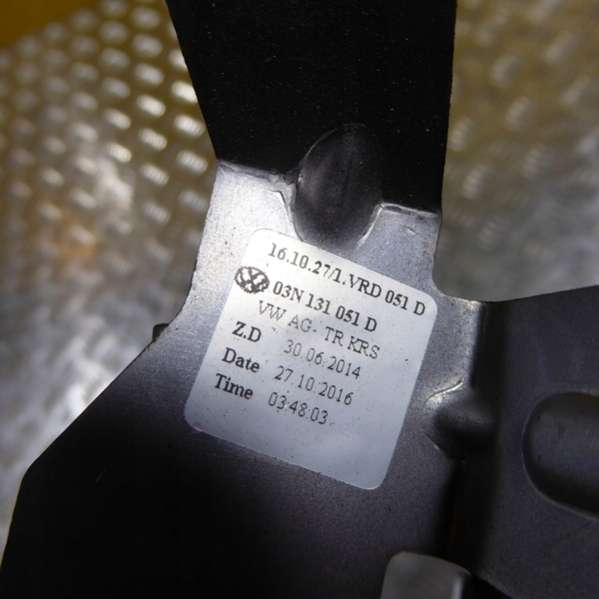 16.10.27/1.VRD 051 D
03N 131 051 D
VW AG- TR KRS
Z.D 30.06.2014
Date 27.10.2016
Time 03:48:03